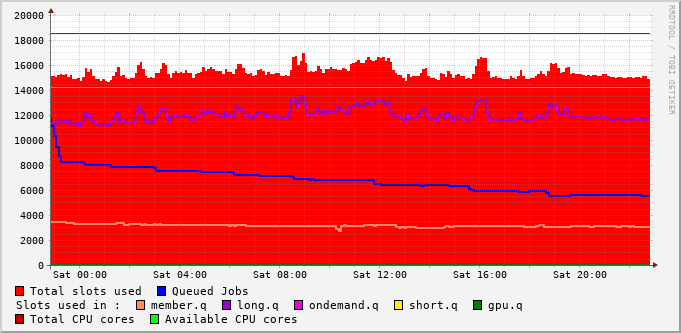 20000
18000
16000
14000
12000
10000
8000
6000
4000
2000
0
Sat 00:00 Sat 04:00 Sat 08:00 Sat 12:00 Sat 16:00 Sat 20:00
RRDTOOL / TOBI OETIKER
Total slots used Queued Jobs
Slots used in : member.q long.q ondemand.q short.q gpu.q
Total CPU cores Available CPU cores